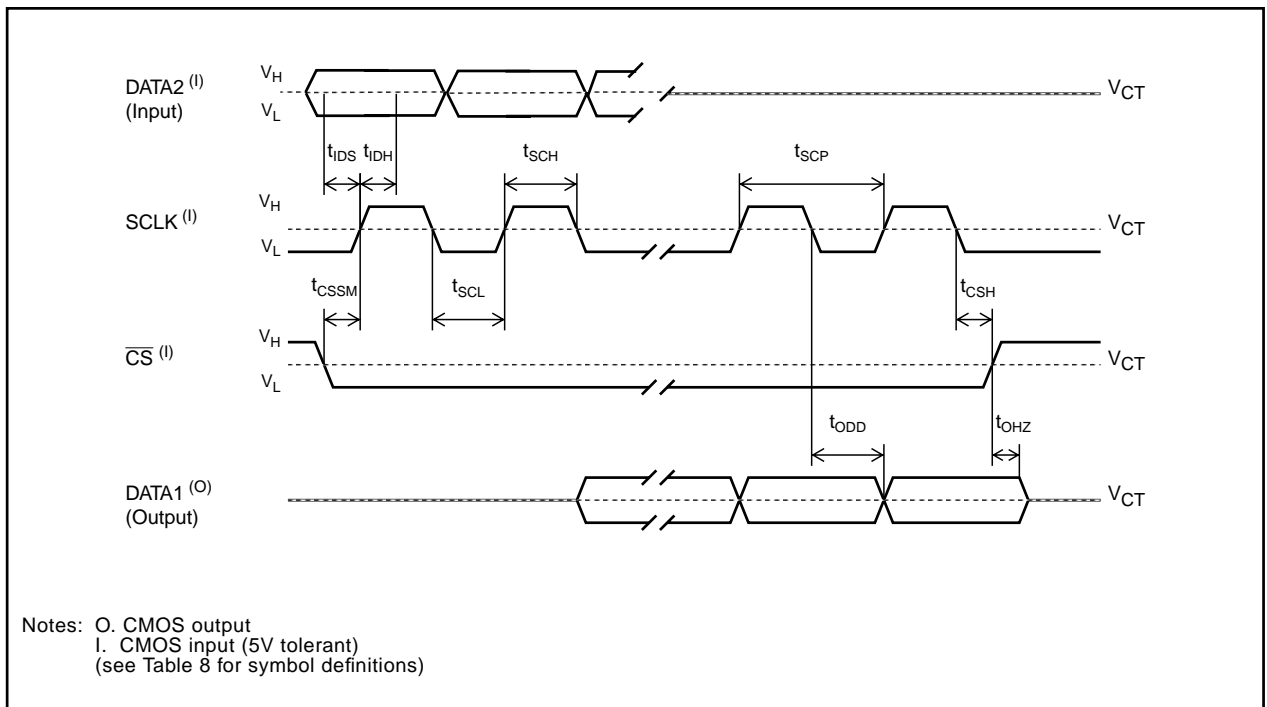 DATA2 (I)
(Input)
VH
VL
VCT
tIDS
tIDH
tSCH
tSCP
SCLK (I)
VH
VL
VCT
tCSSM
tSCL
tCSH
CS (I)
VH
VL
VCT
tODD
tOHZ
DATA1 (O)
(Output)
VCT
Notes: O. CMOS output
I. CMOS input (5V tolerant)
(see Table 8 for symbol definitions)